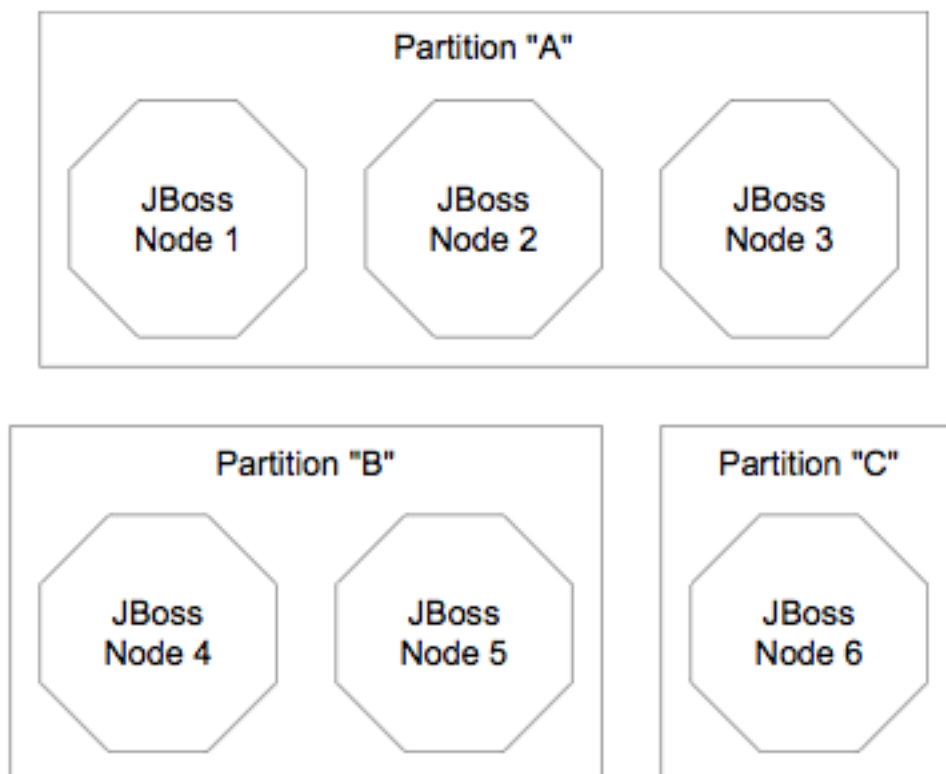 Partition "A"
JBoss
Node 1
JBoss
Node 2
JBoss
Node 3
Partition "B"
JBoss
Node 4
JBoss
Node 5
Partition "C"
JBoss
Node 6